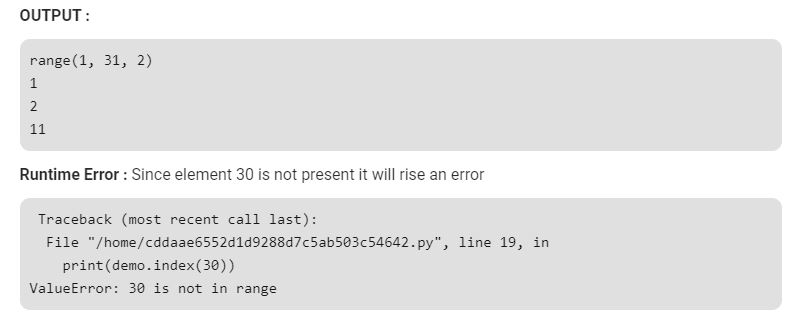 OUTPUT :
range(1, 31, 2)
1
2
11
Runtime Error : Since element 30 is not present it will rise an error
Traceback (most recent call last):
File "/home/cddaae6552d1d9288d7c5ab503c54642.py", line 19, in
print(demo.index(30))
ValueError: 30 is not in range